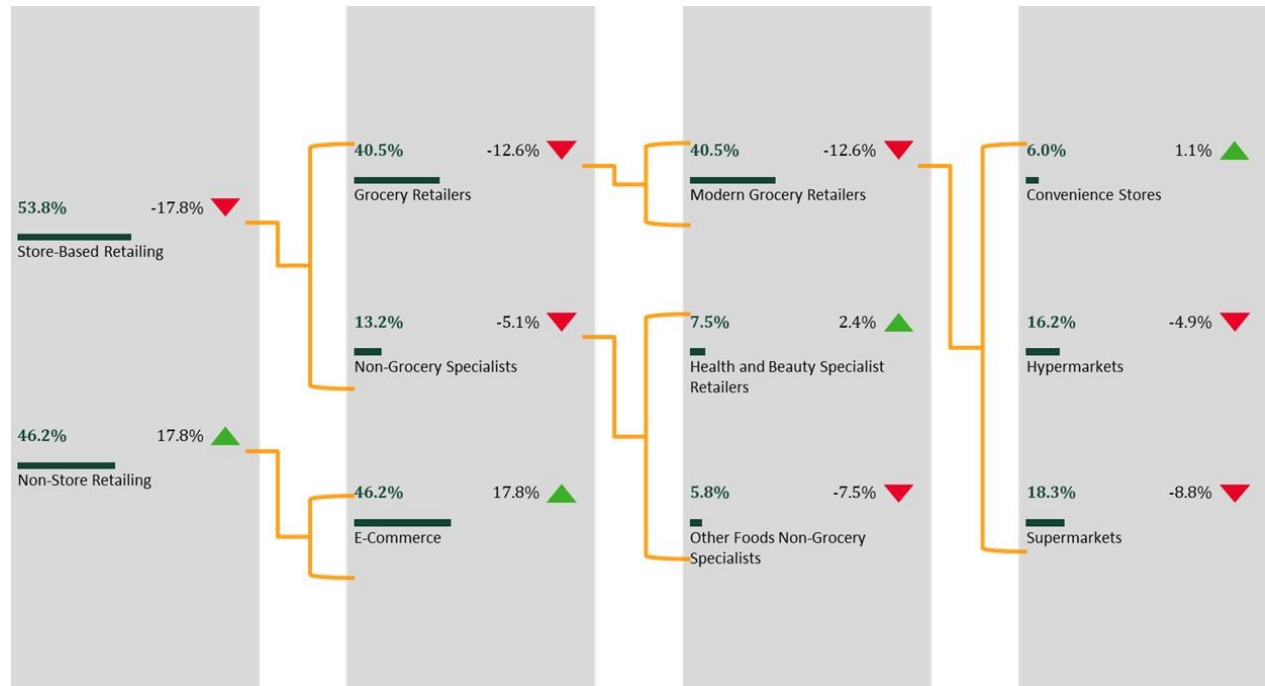 53.8% -17.8%
Store-Based Retailing
46.2% 17.8%
Non-Store Retailing
40.5% -12.6%
Grocery Retailers
13.2% -5.1%
Non-Grocery Specialists
46.2% 17.8%
E-Commerce
40.5% -12.6%
Modern Grocery Retailers
7.5% 2.4%
Health and Beauty Specialist
Retailers
5.8% -7.5%
Other Foods Non-Grocery
Specialists
6.0% 1.1%
Convenience Stores
16.2% -4.9%
Hypermarkets
18.3% -8.8%
Supermarkets